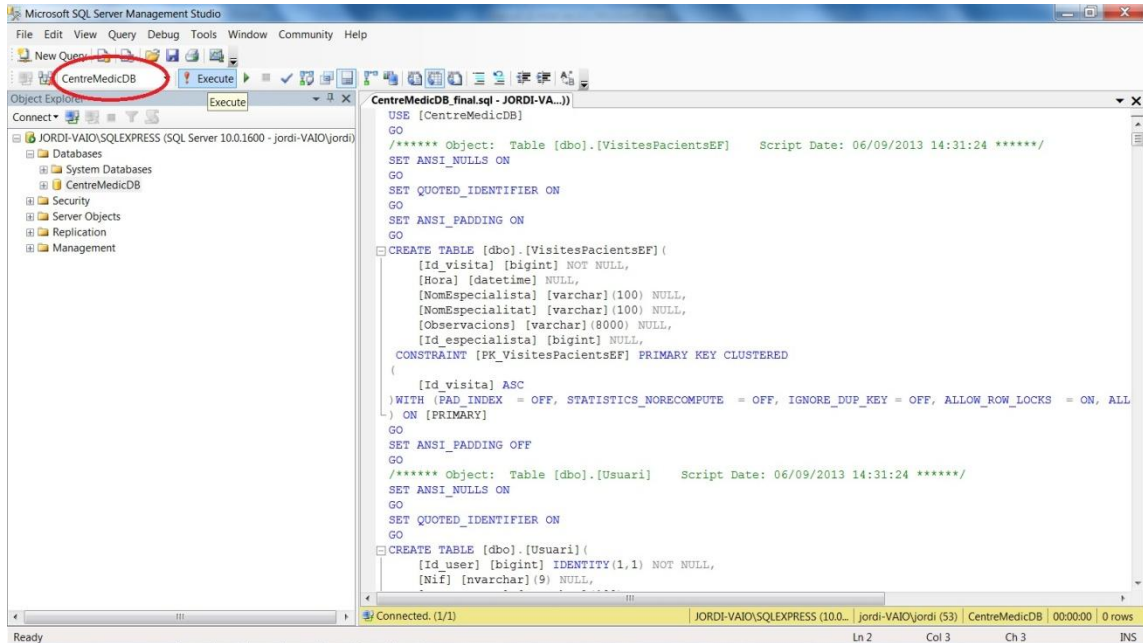 Microsoft SQL Server Management Studio
File Edit View Query Debug Tools Window Community Help
New Query
CentreMedicDB Execute
Object Explorer Execute CentreMedicDB_final.sql - JORDI-VA...))
Connect
JORDI-VAIO\SQLEXPRESS (SQL Server 10.0.1600 - jordi-VAIO\jordi)
Databases
System Databases
CentreMedicDB
Security
Server Objects
Replication
Management
USE [CentreMedicDB]
GO
/****** Object: Table [dbo].[VisitesPacientsEF] Script Date: 06/09/2013 14:31:24 ******/
SET ANSI_NULLS ON
GO
SET QUOTED_IDENTIFIER ON
GO
SET ANSI_PADDING ON
GO
CREATE TABLE [dbo].[VisitesPacientsEF](
[Id_visita] [bigint] NOT NULL,
[Hora] [datetime] NULL,
[NomEspecialista] [varchar](100) NULL,
[NomEspecialitat] [varchar](100) NULL,
[Observacions] [varchar](8000) NULL,
[Id_especialista] [bigint] NULL,
CONSTRAINT [PK_VisitesPacientsEF] PRIMARY KEY CLUSTERED
(
[Id_visita] ASC
)WITH (PAD_INDEX = OFF, STATISTICS_NORECOMPUTE = OFF, IGNORE_DUP_KEY = OFF, ALLOW_ROW_LOCKS = ON, ALL
) ON [PRIMARY]
GO
SET ANSI_PADDING OFF
GO
/****** Object: Table [dbo].[Usuari] Script Date: 06/09/2013 14:31:24 ******/
SET ANSI_NULLS ON
GO
SET QUOTED_IDENTIFIER ON
GO
CREATE TABLE [dbo].[Usuari](
[Id_user] [bigint] IDENTITY(1,1) NOT NULL,
[Nif] [nvarchar](9) NULL,
Connected. (1/1) JORDI-VAIO\SQLEXPRESS (10.0... jordi-VAIO\jordi (53) CentreMedicDB 00:00:00 0 rows
Ready Ln 2 Col 3 Ch 3 INS